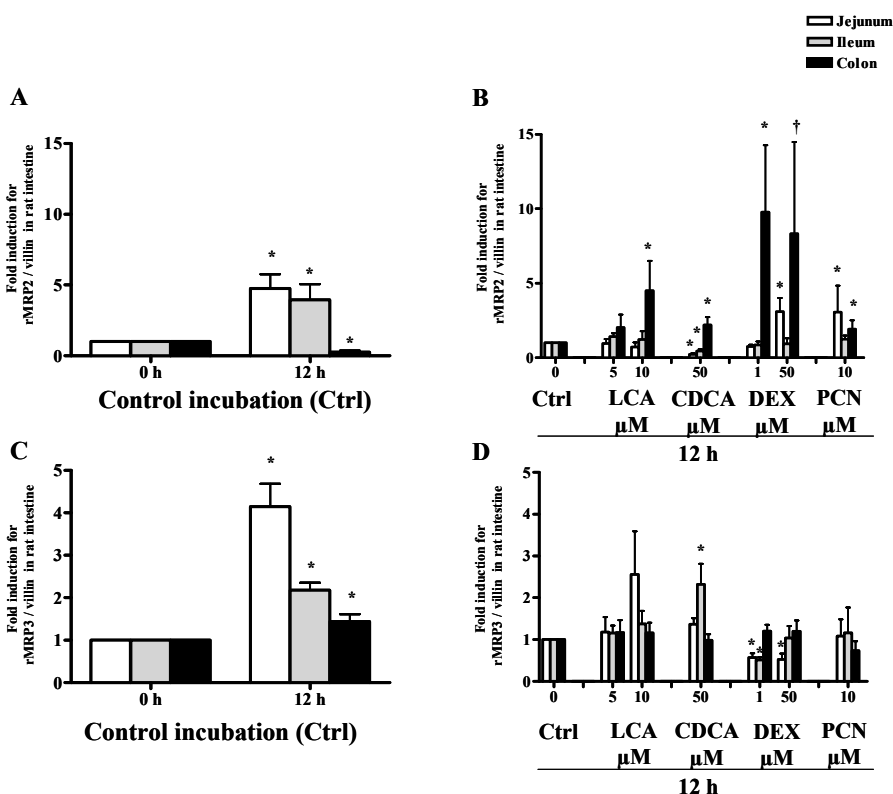 Jejunum
Ileum
Colon
A
Fold induction for
rMRP2 / villin in rat intestine
15
10
5
0
*
*
*
0 h
12 h
Control incubation (Ctrl)
B
Fold induction for
rMRP2 / villin in rat intestine
15
10
5
0
*
*
*
*
*
*
†
*
*
0
5
10
50
1
50
10
Ctrl
LCA
CDCA
DEX
PCN
µM
µM
µM
µM
12 h
C
Fold induction for
rMRP3 / villin in rat intestine
5
4
3
2
1
0
*
*
*
0 h
12 h
Control incubation (Ctrl)
D
Fold induction for
rMRP3 / villin in rat intestine
5
4
3
2
1
0
*
*
*
*
0
5
10
50
1
50
10
Ctrl
LCA
CDCA
DEX
PCN
µM
µM
µM
µM
12 h